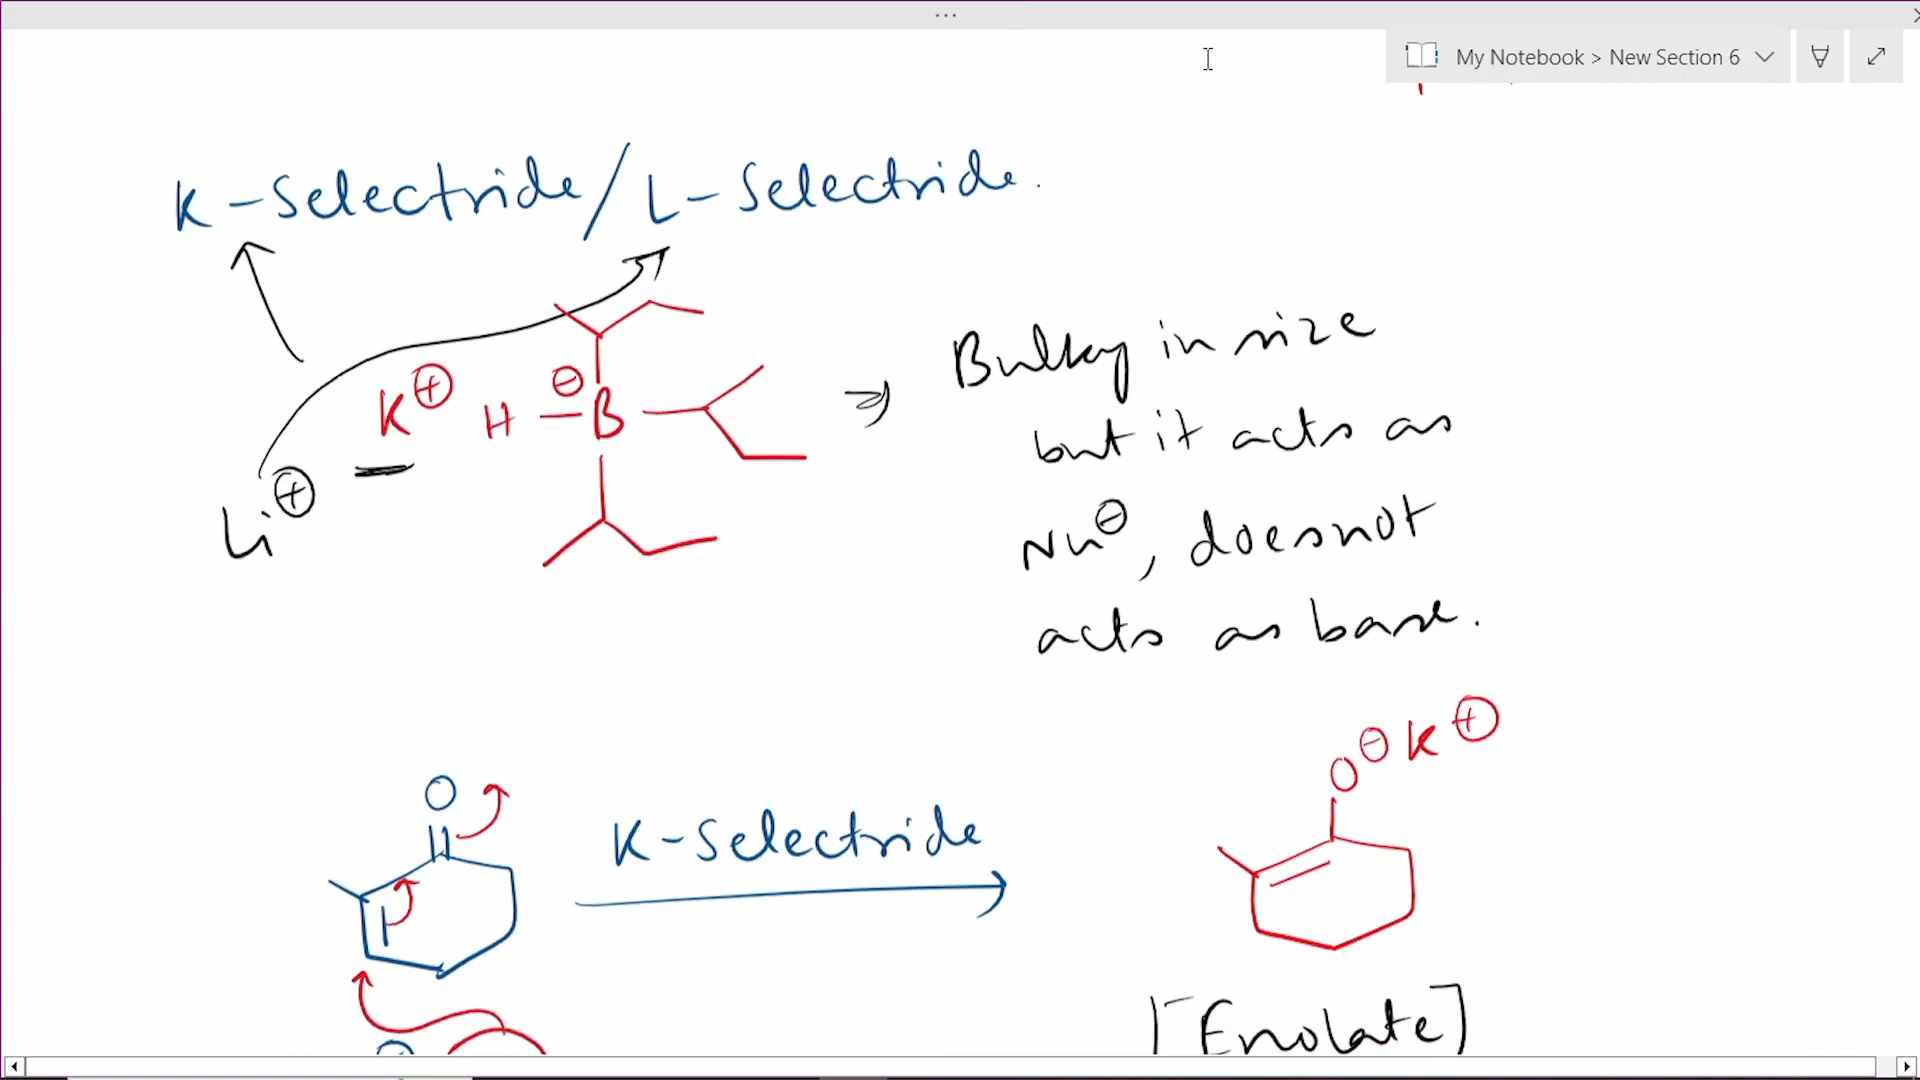 My Notebook > New Section 6
K-Selectride/L-Selectride.
K⊕ H ⊖ B
Li⊕
⇒ Bulky in size
but it acts as
Nu⊖, doesnot
acts as base.
O
K-Selectride
O⊖K⊕
[Enolate]